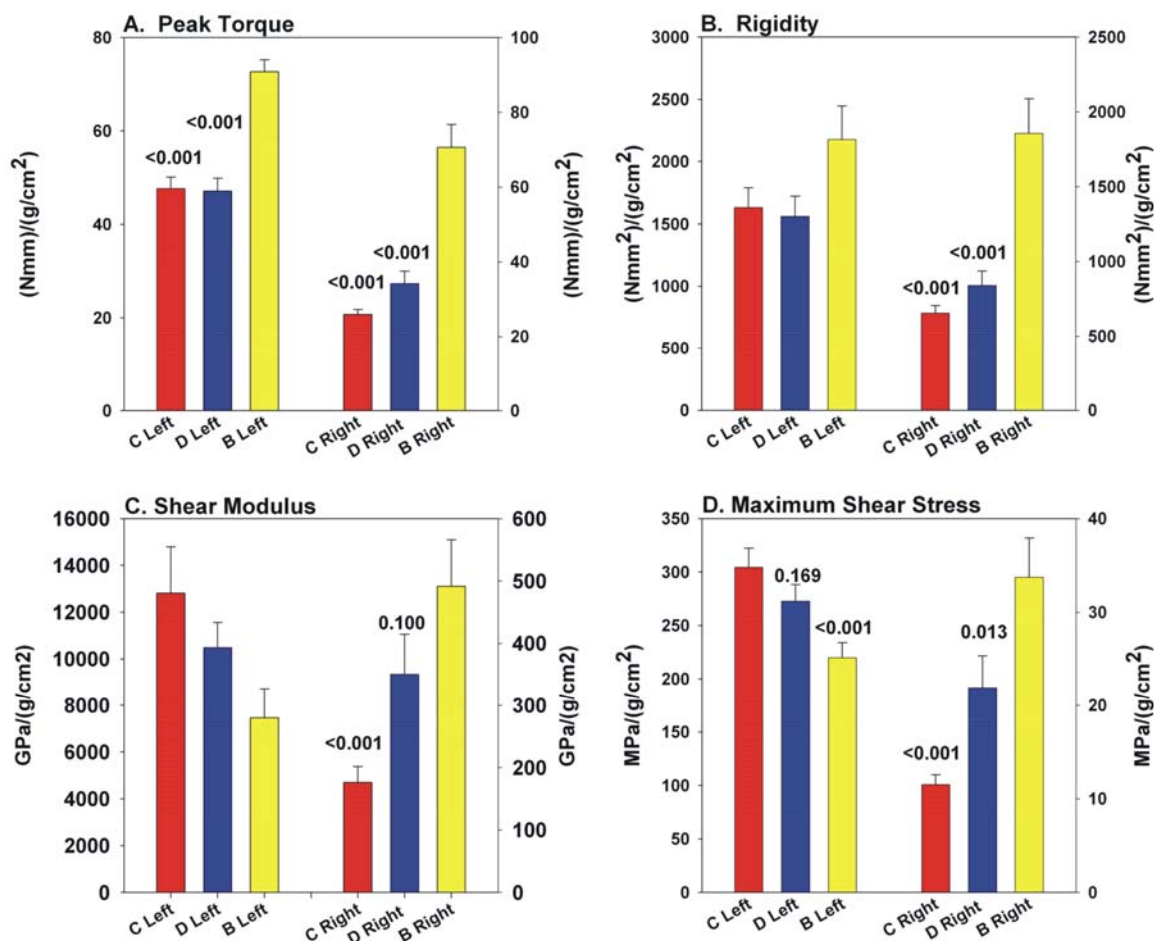 A. Peak Torque
80
60
40
20
0
(Nmm)/(g/cm²)
100
80
60
40
20
0
(Nmm)/(g/cm²)
<0.001
<0.001
<0.001
<0.001
C Left
D Left
B Left
C Right
D Right
B Right
B. Rigidity
3000
2500
2000
1500
1000
500
0
(Nmm²)/(g/cm²)
2500
2000
1500
1000
500
0
(Nmm²)/(g/cm²)
<0.001
<0.001
C Left
D Left
B Left
C Right
D Right
B Right
C. Shear Modulus
16000
14000
12000
10000
8000
6000
4000
2000
0
GPa/(g/cm2)
600
500
400
300
200
100
0
GPa/(g/cm2)
<0.001
0.100
C Left
D Left
B Left
C Right
D Right
B Right
D. Maximum Shear Stress
350
300
250
200
150
100
50
0
MPa/(g/cm²)
40
30
20
10
0
MPa/(g/cm²)
0.169
<0.001
<0.001
0.013
C Left
D Left
B Left
C Right
D Right
B Right